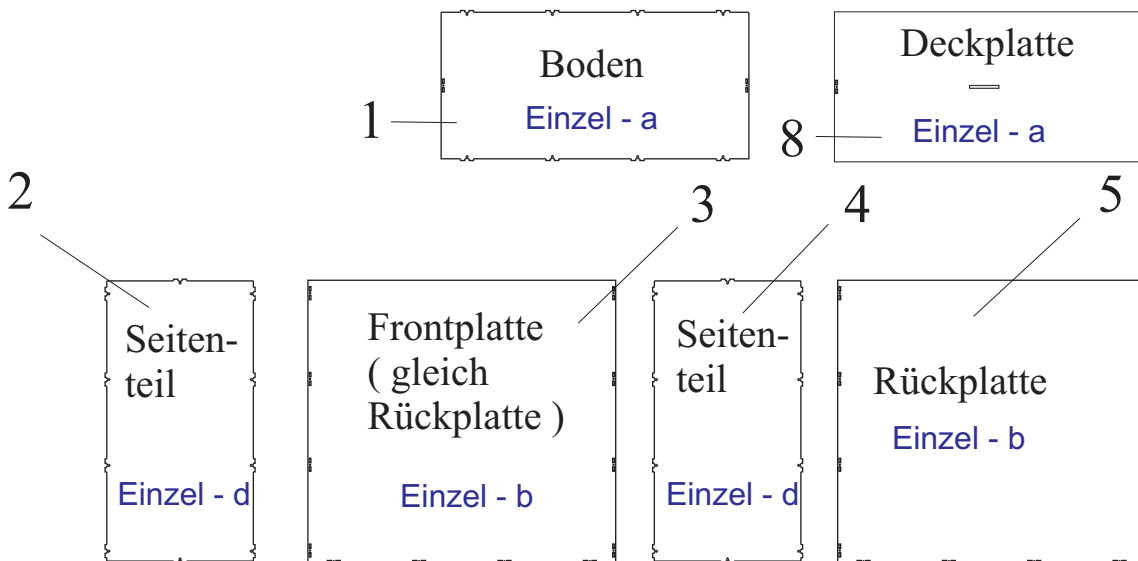 Boden
Einzel - a
1
Deckplatte
Einzel - a
8
2
3
4
5
Seiten-
teil
Einzel - d
Frontplatte
( gleich
Rückplatte )
Einzel - b
Seiten-
teil
Einzel - d
Rückplatte
Einzel - b